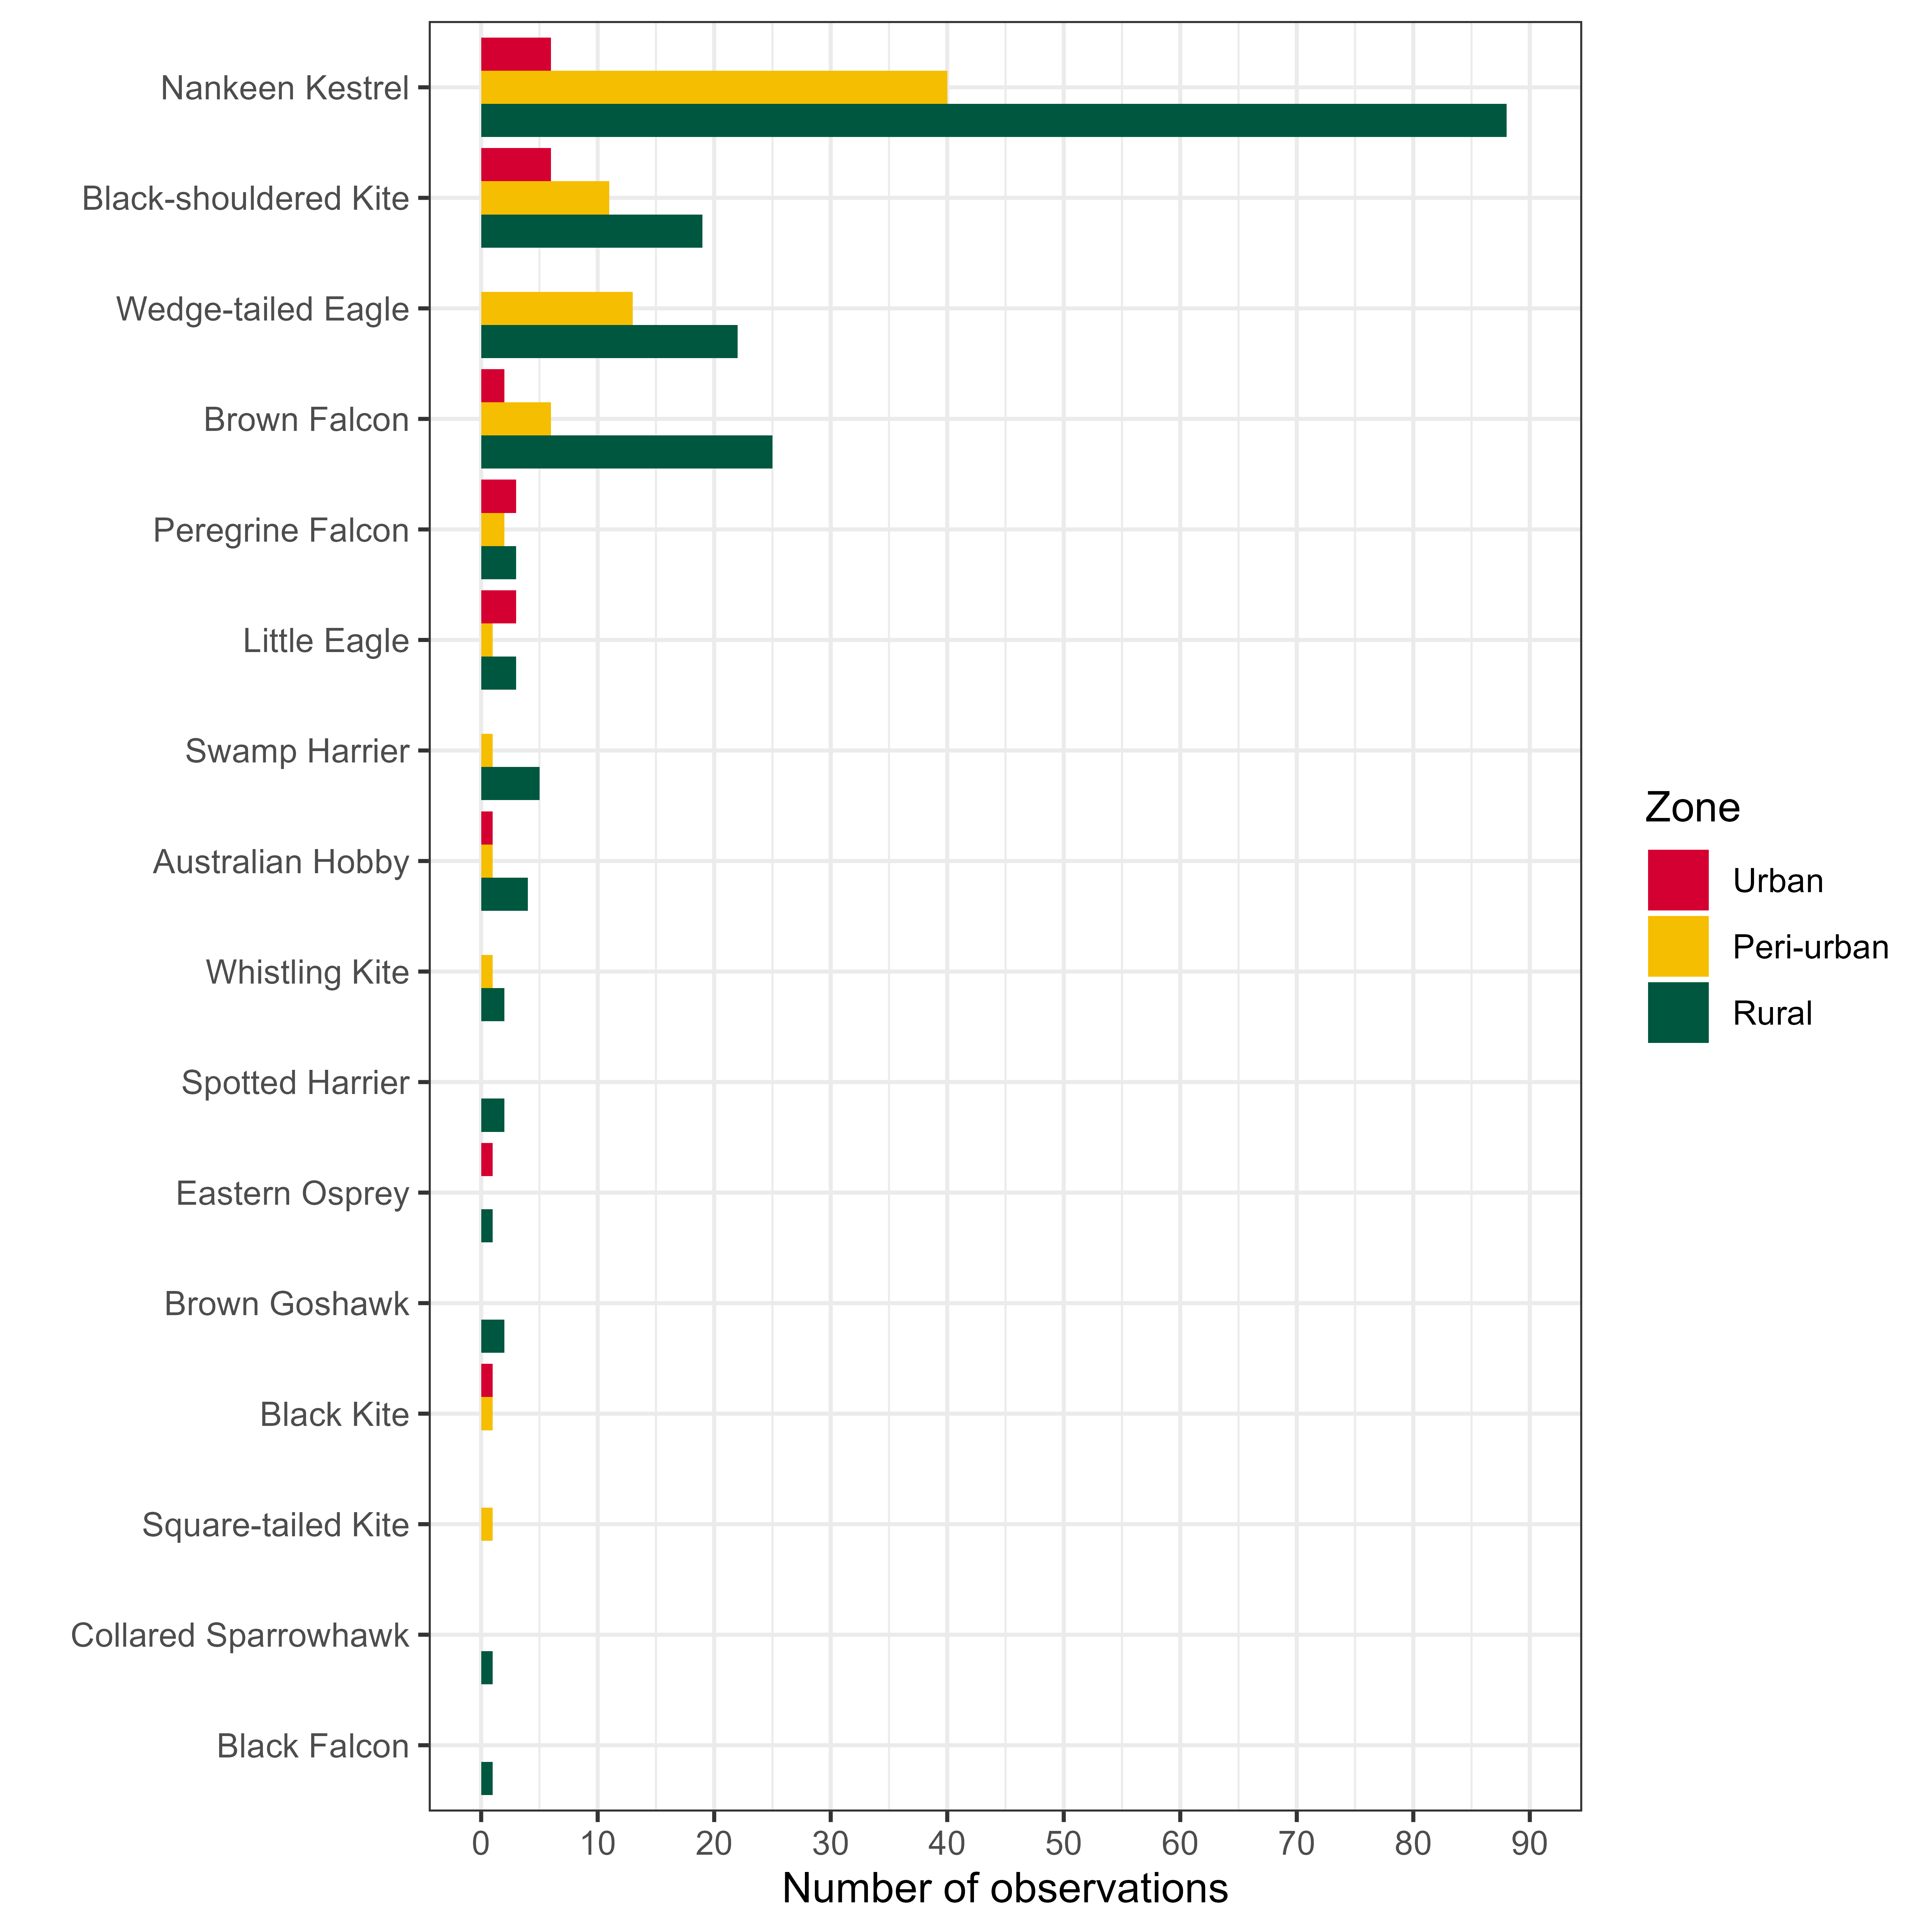 Nankeen Kestrel
Black-shouldered Kite
Wedge-tailed Eagle
Brown Falcon
Peregrine Falcon
Little Eagle
Swamp Harrier
Australian Hobby
Whistling Kite
Spotted Harrier
Eastern Osprey
Brown Goshawk
Black Kite
Square-tailed Kite
Collared Sparrowhawk
Black Falcon
0 10 20 30 40 50 60 70 80 90
Number of observations
Zone
Urban
Peri-urban
Rural